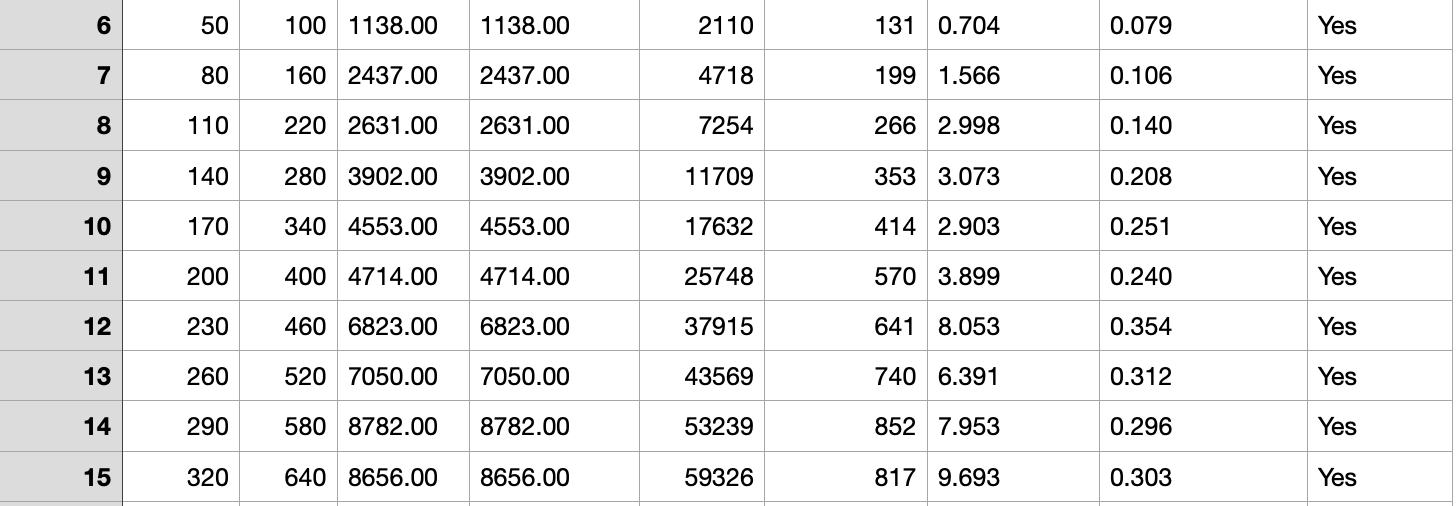 6 50 100 1138.00 1138.00 2110 131 0.704 0.079 Yes
7 80 160 2437.00 2437.00 4718 199 1.566 0.106 Yes
8 110 220 2631.00 2631.00 7254 266 2.998 0.140 Yes
9 140 280 3902.00 3902.00 11709 353 3.073 0.208 Yes
10 170 340 4553.00 4553.00 17632 414 2.903 0.251 Yes
11 200 400 4714.00 4714.00 25748 570 3.899 0.240 Yes
12 230 460 6823.00 6823.00 37915 641 8.053 0.354 Yes
13 260 520 7050.00 7050.00 43569 740 6.391 0.312 Yes
14 290 580 8782.00 8782.00 53239 852 7.953 0.296 Yes
15 320 640 8656.00 8656.00 59326 817 9.693 0.303 Yes